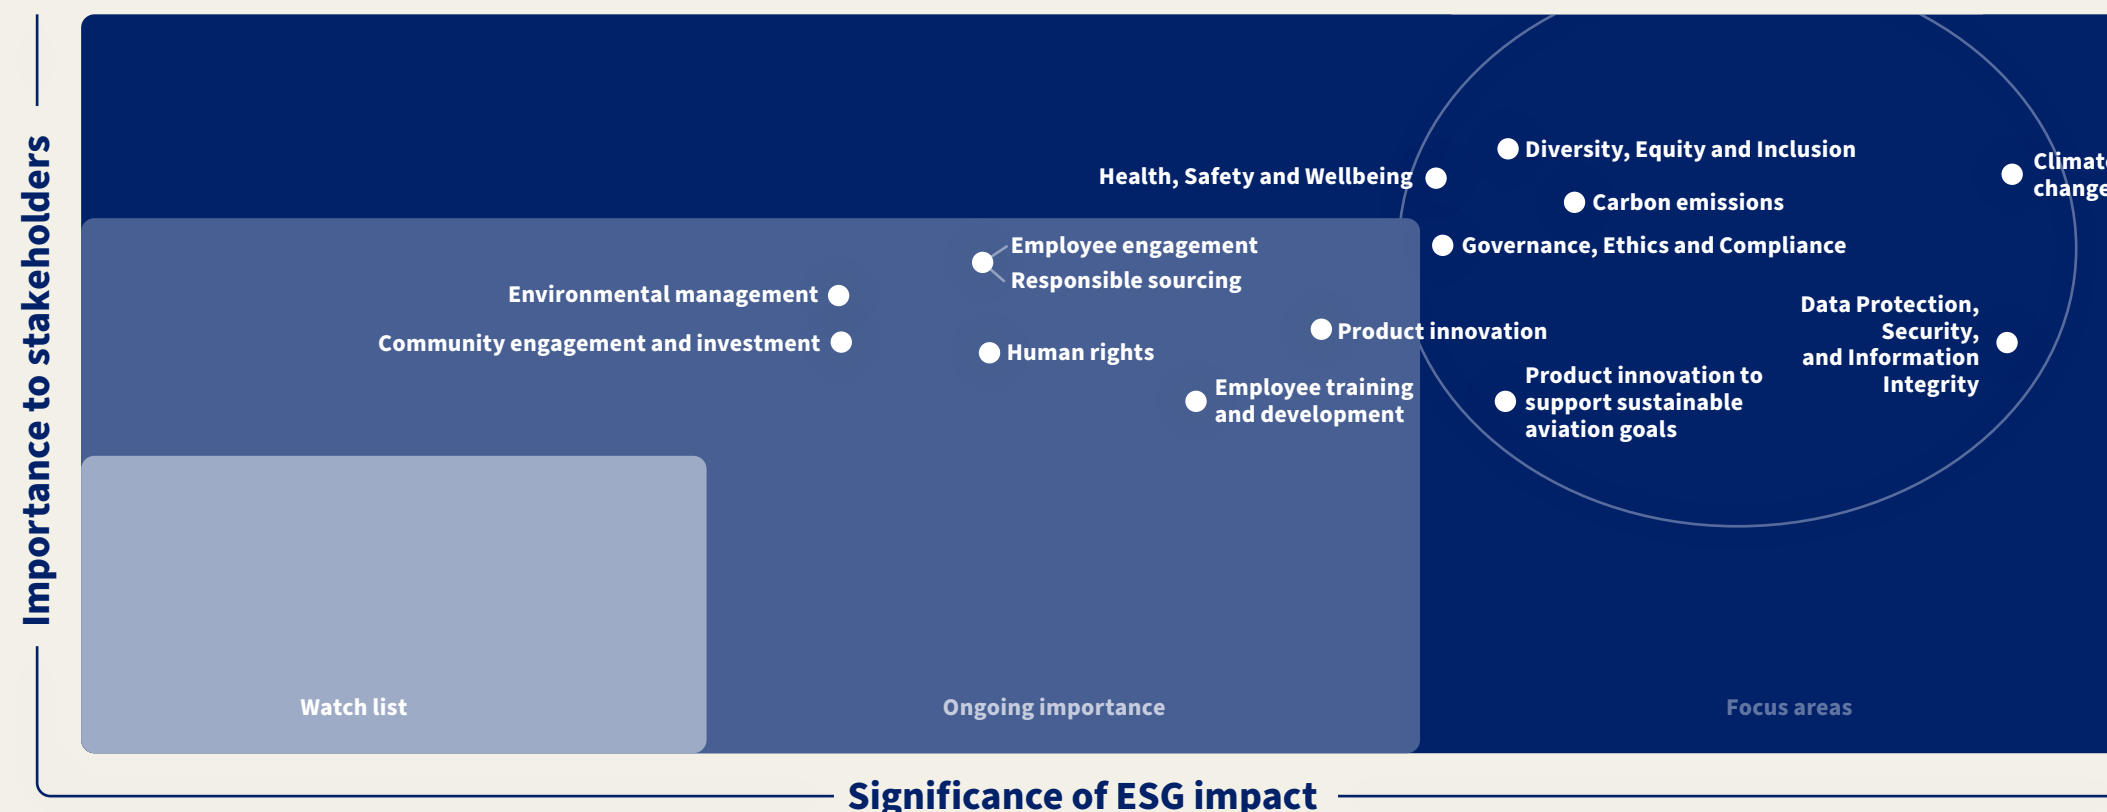 Importance to stakeholders
Diversity, Equity and Inclusion
Health, Safety and Wellbeing
Climate
change
Carbon emissions
Employee engagement
Responsible sourcing
Governance, Ethics and Compliance
Environmental management
Community engagement and investment
Human rights
Product innovation
Data Protection,
Security,
and Information
Integrity
Employee training
and development
Product innovation to
support sustainable
aviation goals
Watch list
Ongoing importance
Focus areas
Significance of ESG impact